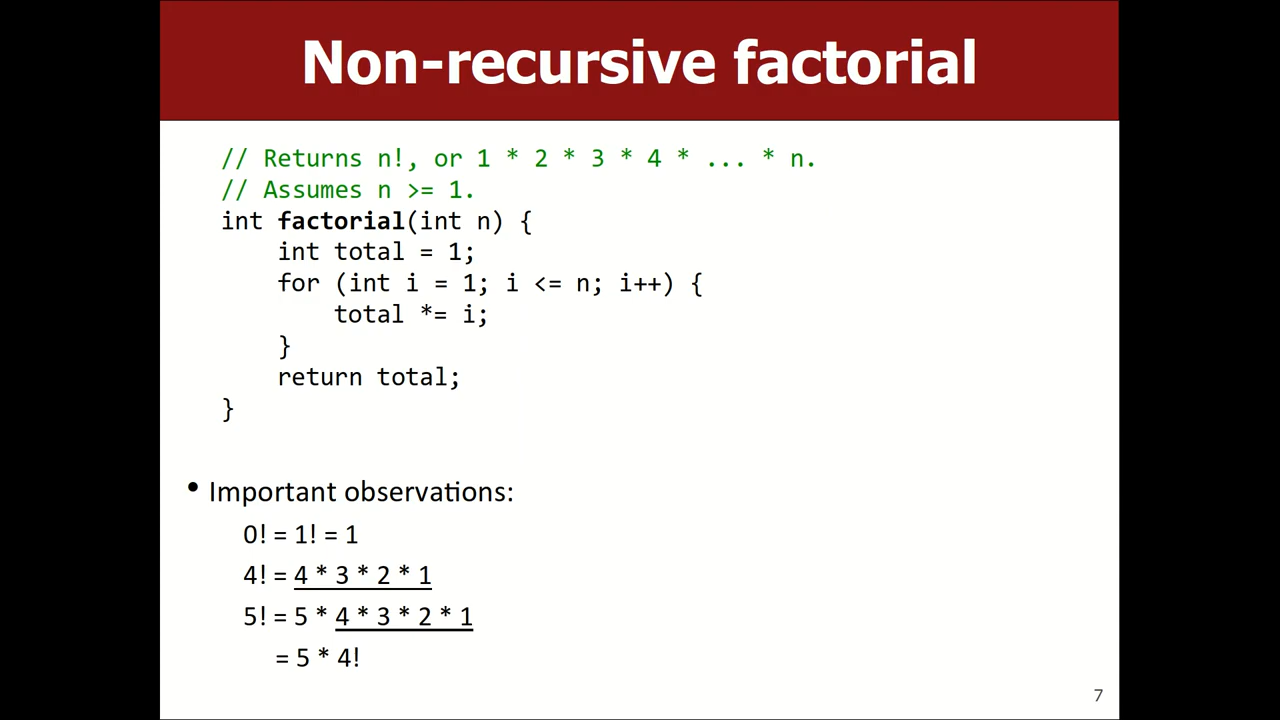 Non-recursive factorial
// Returns n!, or 1 * 2 * 3 * 4 * ... * n.
// Assumes n >= 1.
int factorial(int n) {
    int total = 1;
    for (int i = 1; i <= n; i++) {
        total *= i;
    }
    return total;
}
• Important observations:
0! = 1! = 1
4! = 4 * 3 * 2 * 1
5! = 5 * 4 * 3 * 2 * 1
= 5 * 4!
7